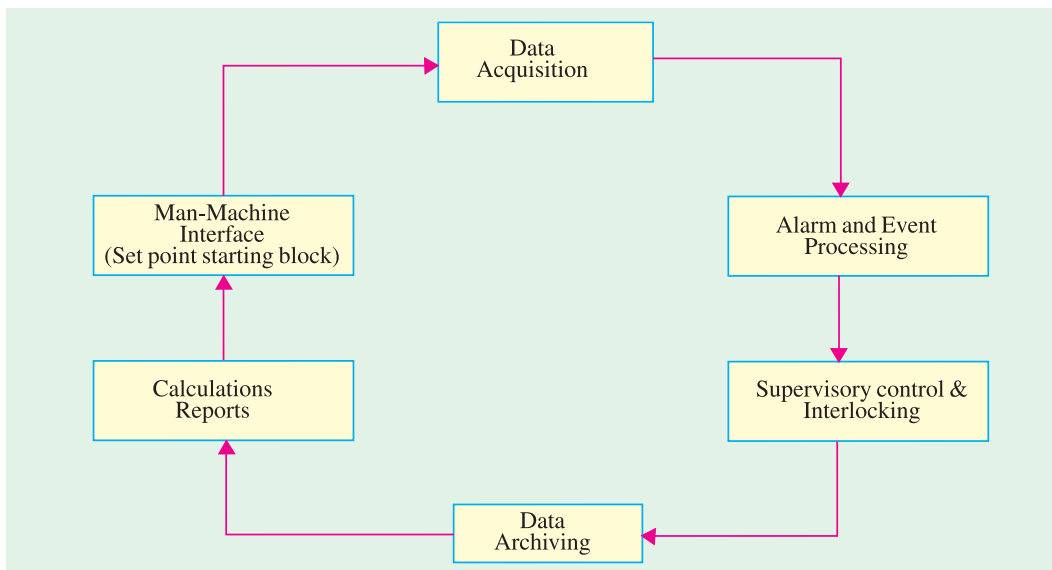 Data
Acquisition
Man-Machine
Interface
(Set point starting block)
Alarm and Event
Processing
Calculations
Reports
Supervisory control &
Interlocking
Data
Archiving